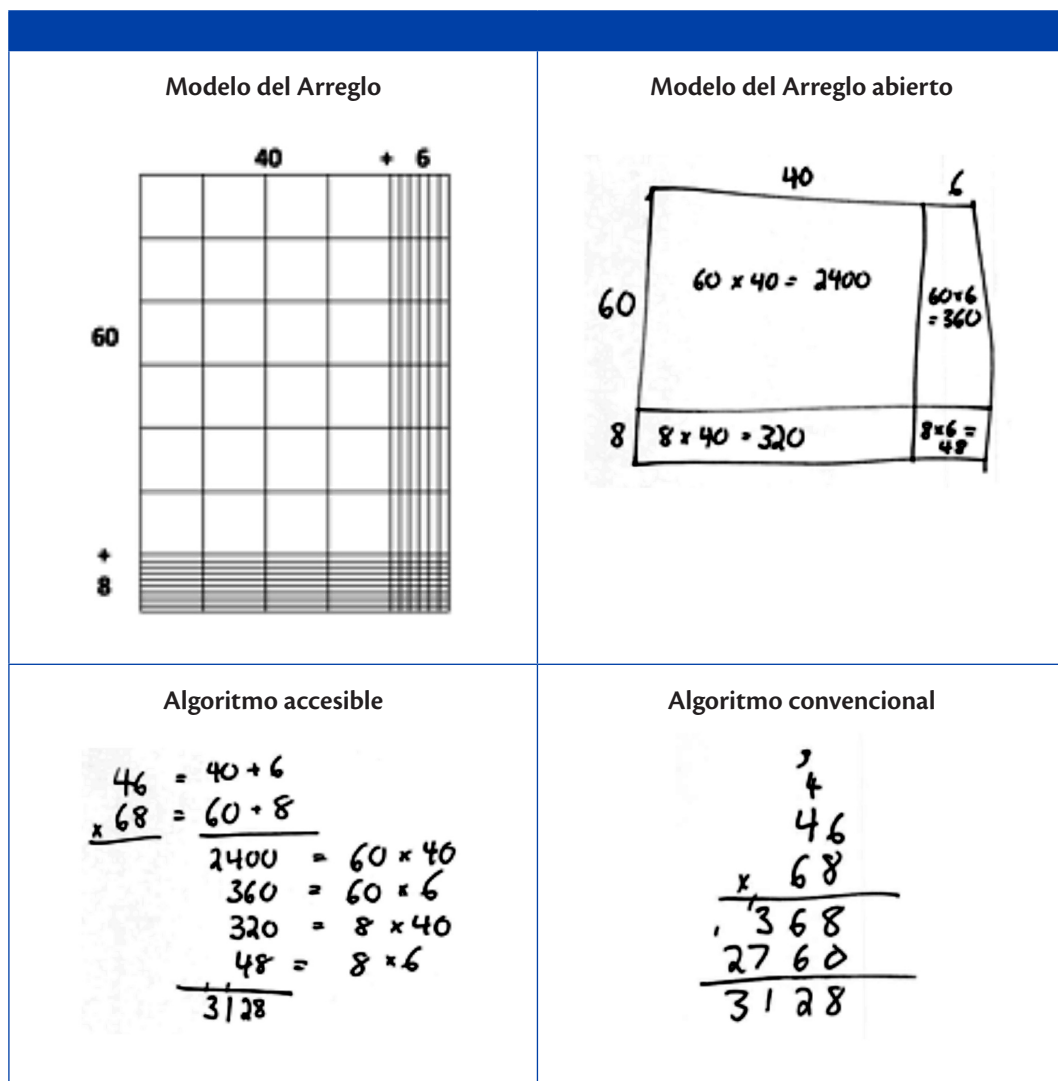 Modelo del Arreglo
40 + 6
60
+
8
Modelo del Arreglo abierto
40 6
60
60 x 40 = 2400
60x6
= 360
8
8 x 40 = 320
8x6 =
48
Algoritmo accesible
46 = 40 + 6
x 68 = 60 + 8
2400 = 60 x 40
360 = 60 x 6
320 = 8 x 40
48 = 8 x 6
3128
Algoritmo convencional
3
4
46
x 68
368
2760
3128